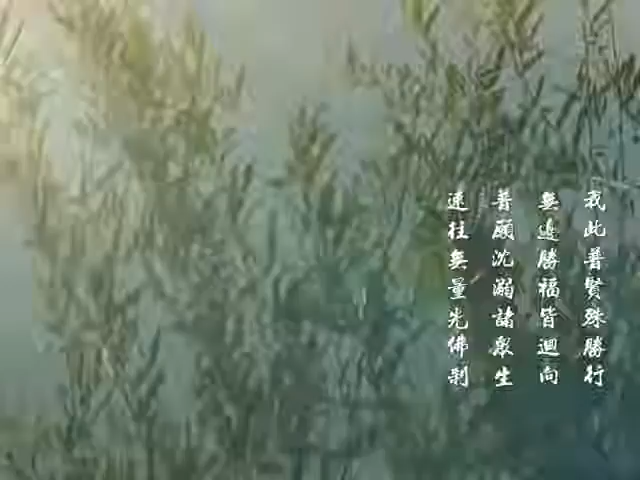 我此普賢殊勝行
無邊勝福皆迴向
普願沈溺諸眾生
速往無量光佛剎